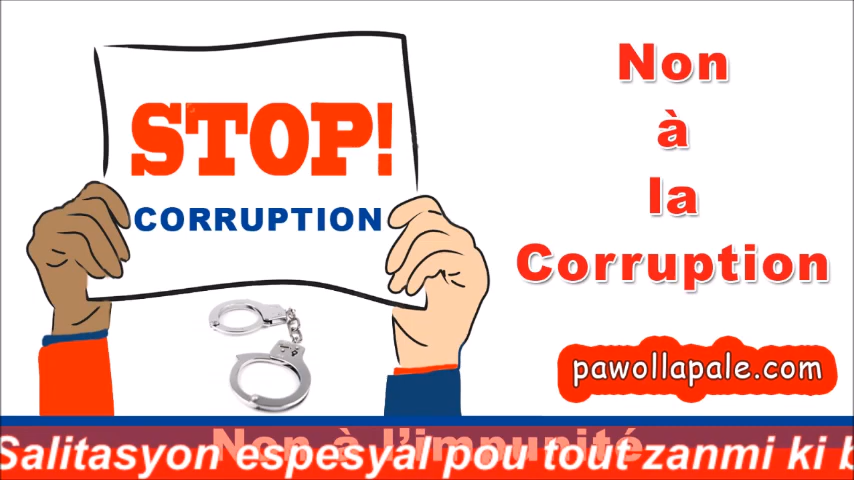 STOP!
CORRUPTION
Non
à
la
Corruption
pawollapale.com
Non à l'impunité
Salitasyon espesyal pou tout zanmi ki b